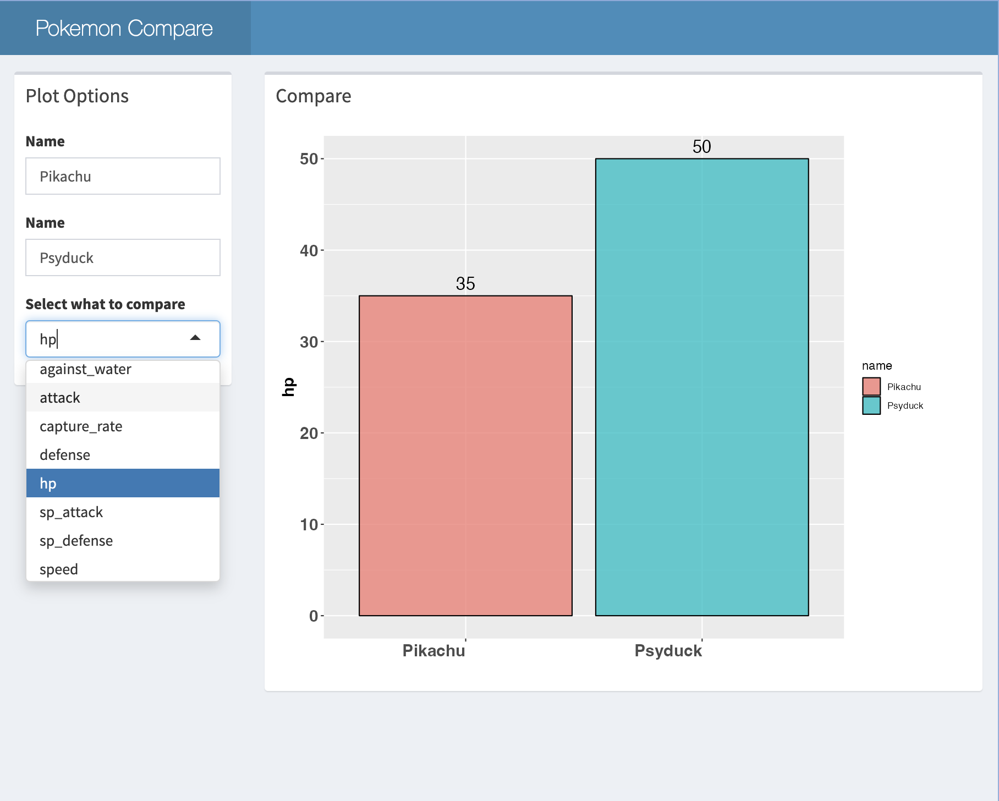 Pokemon Compare
Plot Options
Name
Pikachu
Name
Psyduck
Select what to compare
hp
against_water
attack
capture_rate
defense
hp
sp_attack
sp_defense
speed
Compare
50
50
40
35
30
20
10
0
hp
Pikachu Psyduck
name
Pikachu
Psyduck